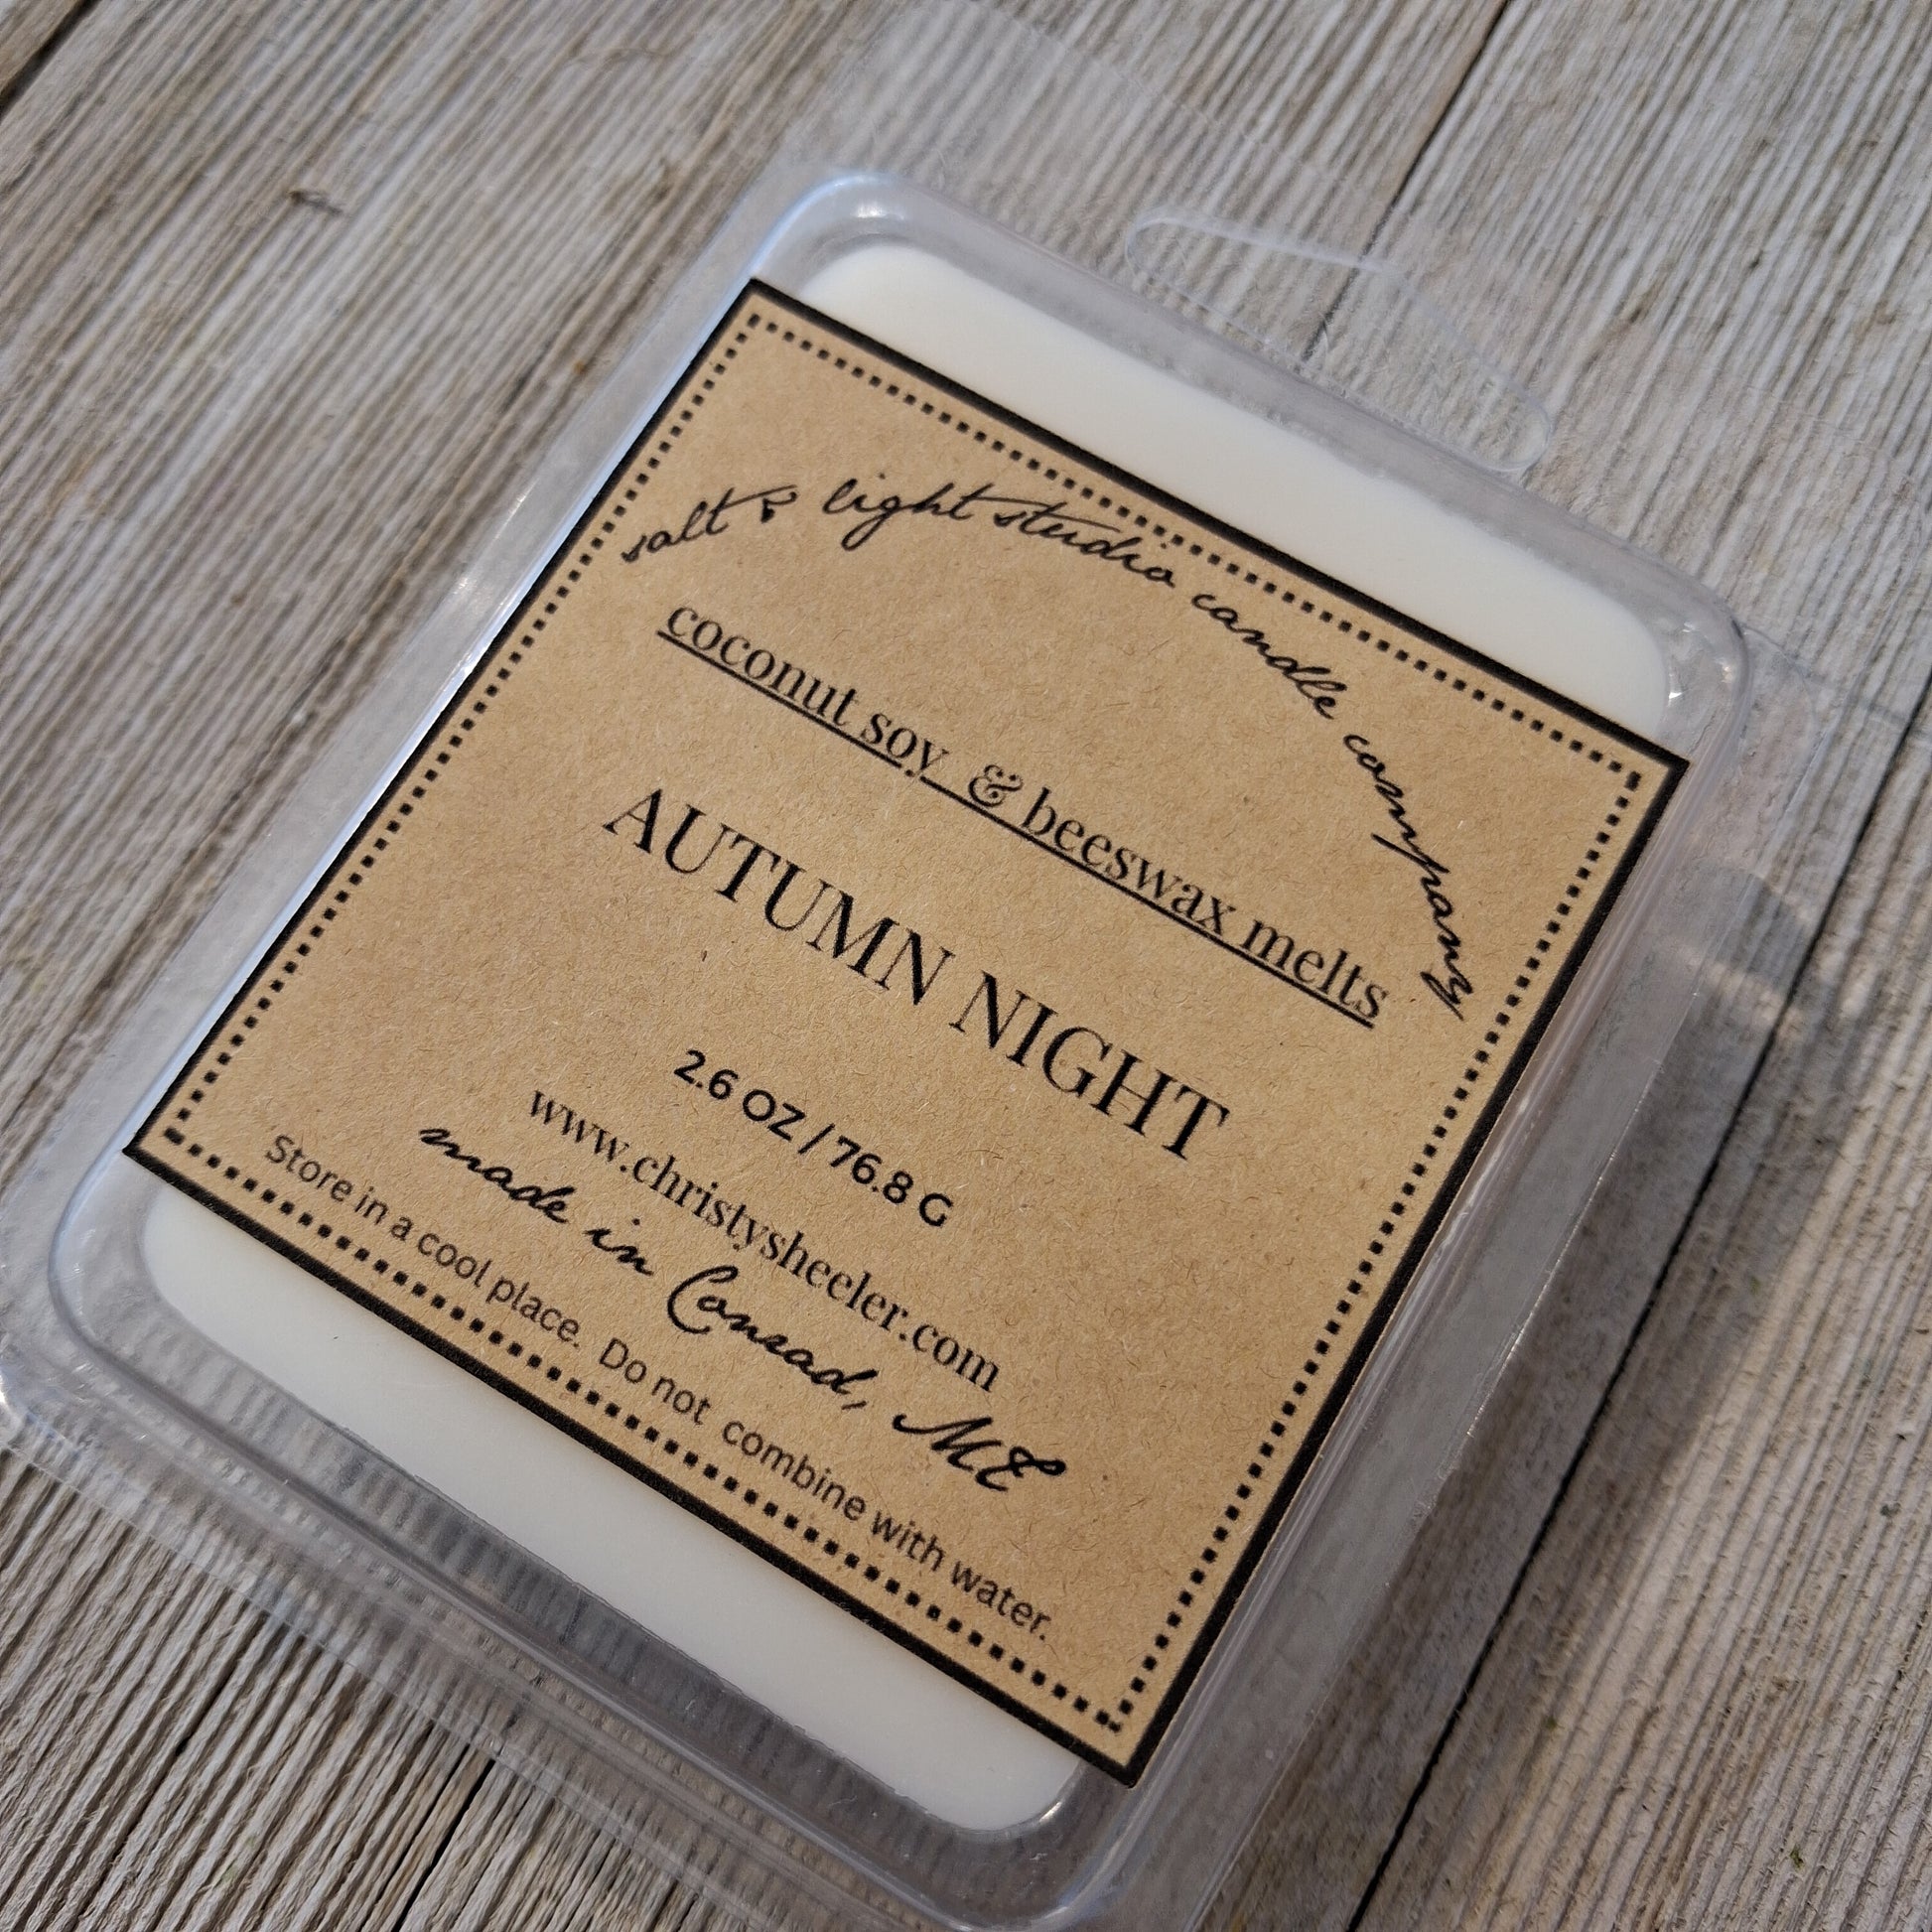 salt & light studio candle company
coconut soy & beeswax melts
AUTUMN NIGHT
2.6 OZ / 76.8 G
www.christysheeler.com
made in Conrad, MT
Store in a cool place. Do not combine with water.